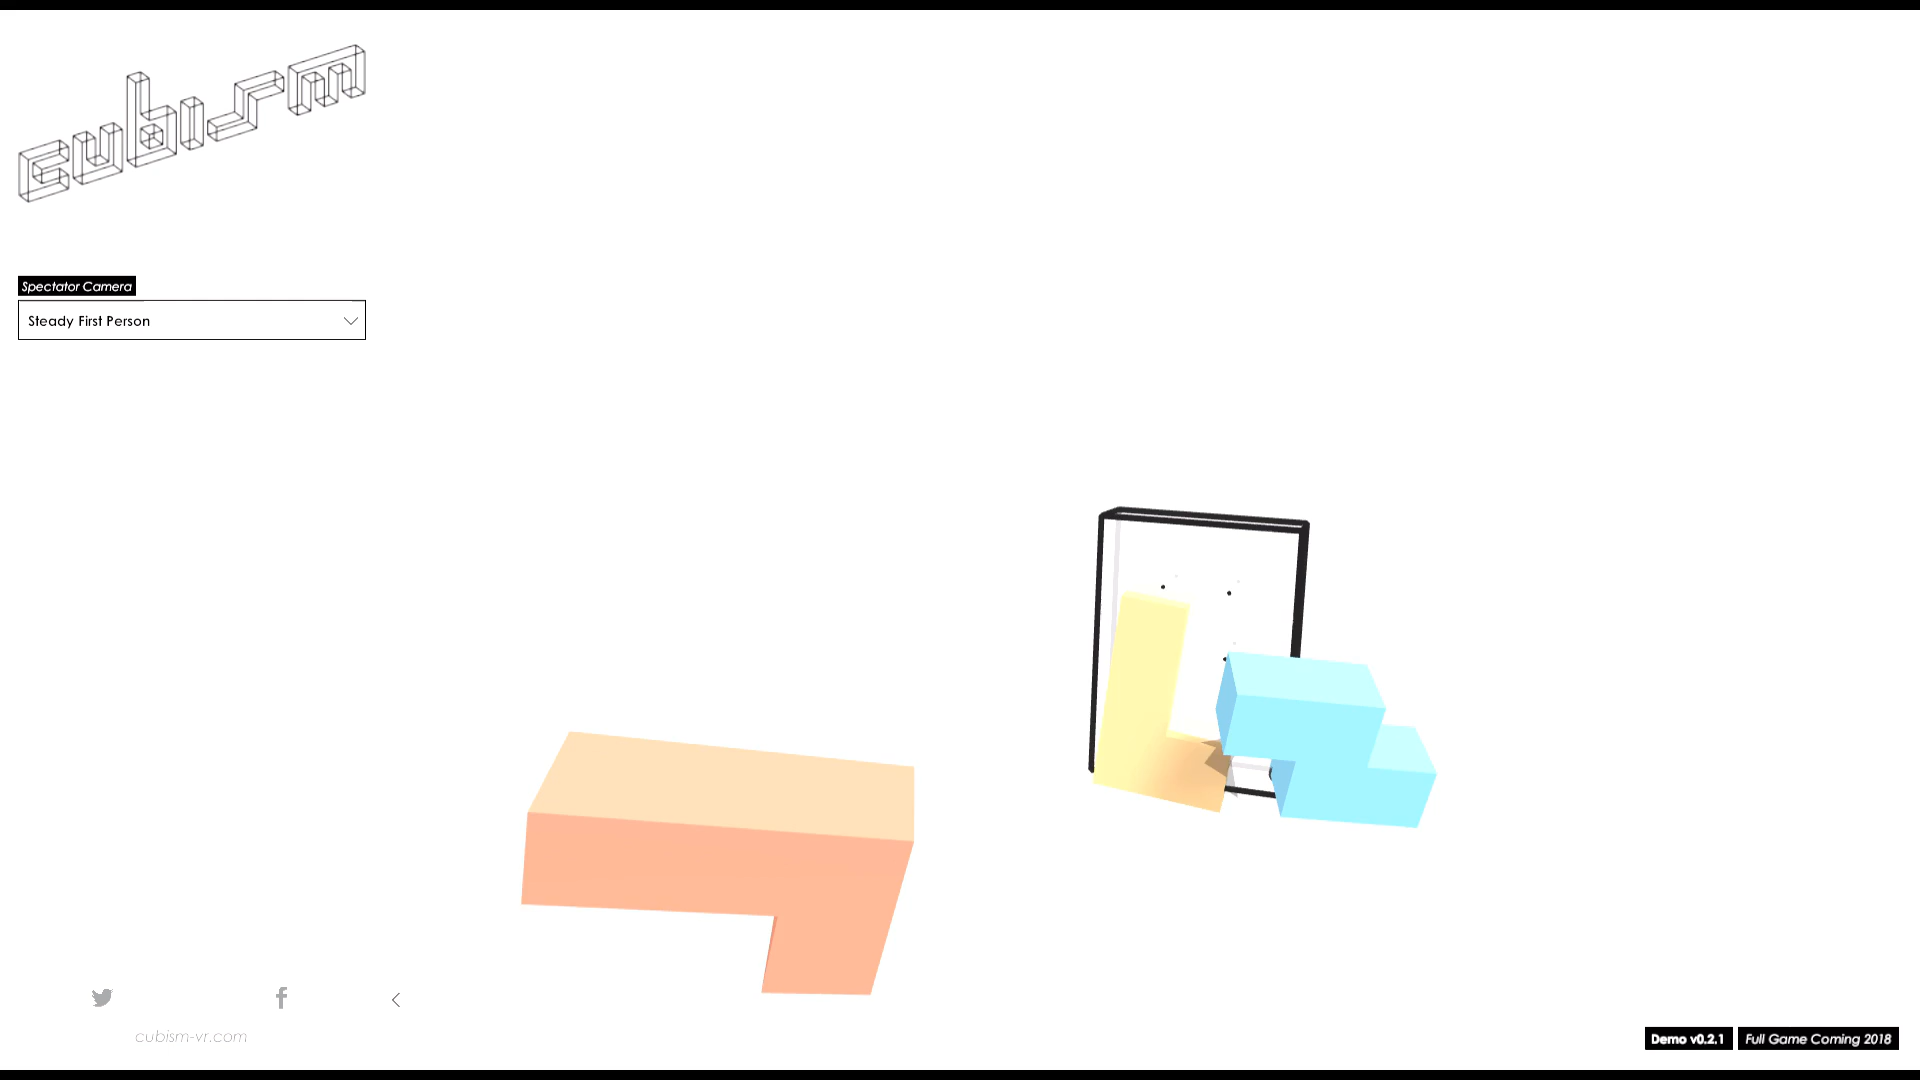 cubism
Spectator Camera
Steady First Person
cubism-vr.com
Demo v0.2.1 Full Game Coming 2018